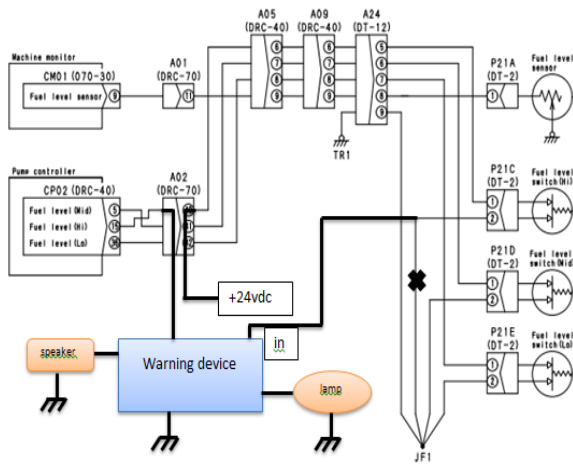 A05
(DRC-40)
A09
(DRC-40)
A24
(DT-12)
Machine monitor
CM01 (070-30)
Fuel level sensor
9
A01
(DRC-70)
11
6
7
8
9
6
7
8
9
5
6
7
8
9
TR1
P21A
(DT-2)
1
Fuel level
sensor
Pump controller
CP02 (DRC-40)
Fuel level(Mid)
5
Fuel level(Hi)
15
Fuel level(Lo)
A02
(DRC-70)
P21C
(DT-2)
1
2
Fuel level
switch(Hi)
P21D
(DT-2)
1
2
Fuel level
switch(Mid)
P21E
(DT-2)
1
2
Fuel level
switch(Lo)
+24vdc
in
speaker
Warning device
lamp
JF1